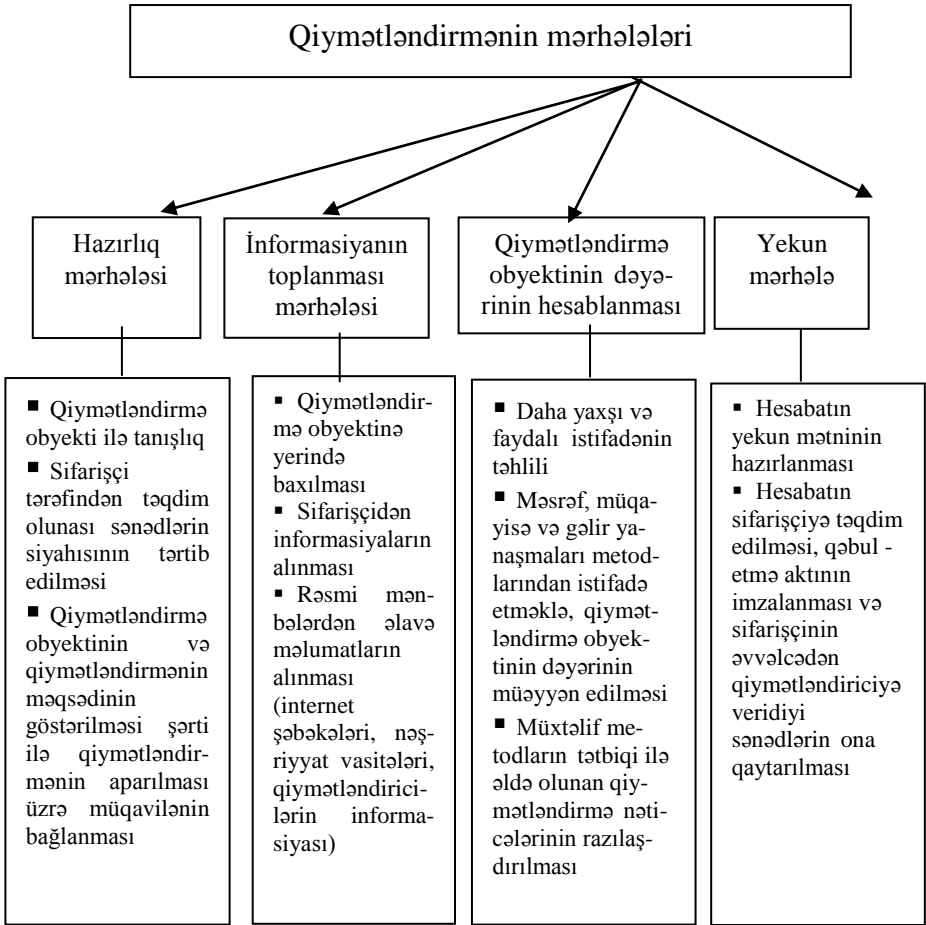 Qiymətləndirmənin mərhələləri
Hazırlıq
mərhələsi
İnformasiyanın
toplanması
mərhələsi
Qiymətləndirmə
obyektinin dəyə-
rinin hesablanması
Yekun
mərhələ
▪ Qiymətləndirmə
obyekti ilə tanışlıq
▪ Sifarişçi
tərəfindən təqdim
olunası sənədlərin
siyahısının tərtib
edilməsi
▪ Qiymətləndirmə
obyektinin və
qiymətləndirmənin
məqsədinin
göstərilməsi şərti
ilə qiymətləndir-
mənin aparılması
üzrə müqavilənin
bağlanması
▪ Qiymətləndir-
mə obyektinə
yerində
baxılması
▪ Sifarişçidən
informasiyaların
alınması
▪ Rəsmi mən-
bələrdən əlavə
məlumatların
alınması
(internet
şəbəkələri, nəş-
riyyat vasitələri,
qiymətləndirici-
lərin informa-
siyası)
▪ Daha yaxşı və
faydalı istifadənin
təhlili
▪ Məsrəf, müqa-
yisə və gəlir ya-
naşmaları metod-
larından istifadə
etməklə, qiymət-
ləndirmə obyek-
tinin dəyərinin
müəyyən edilməsi
▪ Müxtəlif me-
todların tətbiqi ilə
əldə olunan qiy-
mətləndirmə nəti-
cələrinin razılaş-
dırılması
▪ Hesabatın
yekun mətninin
hazırlanması
▪ Hesabatın
sifarişçiyə təqdim
edilməsi, qəbul -
etmə aktının
imzalanması və
sifarişçinin
əvvəlcədən
qiymətləndiriciyə
veridiyi
sənədlərin ona
qaytarılması